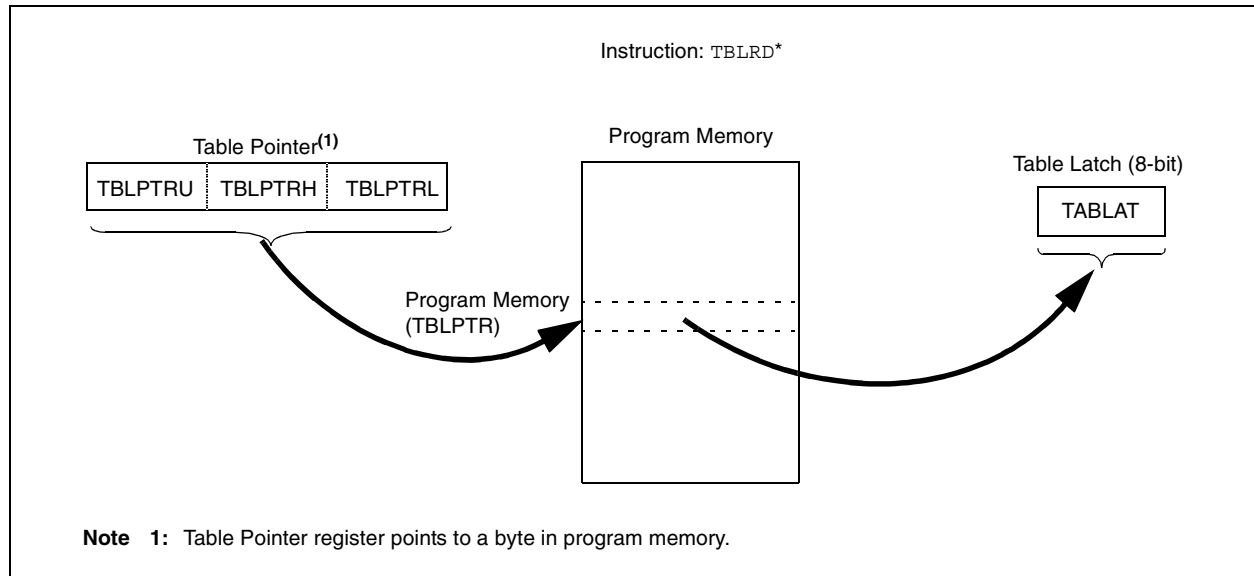 Instruction: TBLRD*
Table Pointer(1)
TBLPTRU TBLPTRH TBLPTRL
Program Memory
Table Latch (8-bit)
TABLAT
Program Memory
(TBLPTR)
Note 1: Table Pointer register points to a byte in program memory.